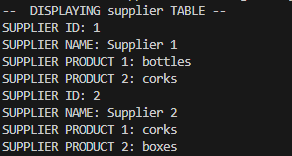 -- DISPLAYING supplier TABLE --
SUPPLIER ID: 1
SUPPLIER NAME: Supplier 1
SUPPLIER PRODUCT 1: bottles
SUPPLIER PRODUCT 2: corks
SUPPLIER ID: 2
SUPPLIER NAME: Supplier 2
SUPPLIER PRODUCT 1: corks
SUPPLIER PRODUCT 2: boxes